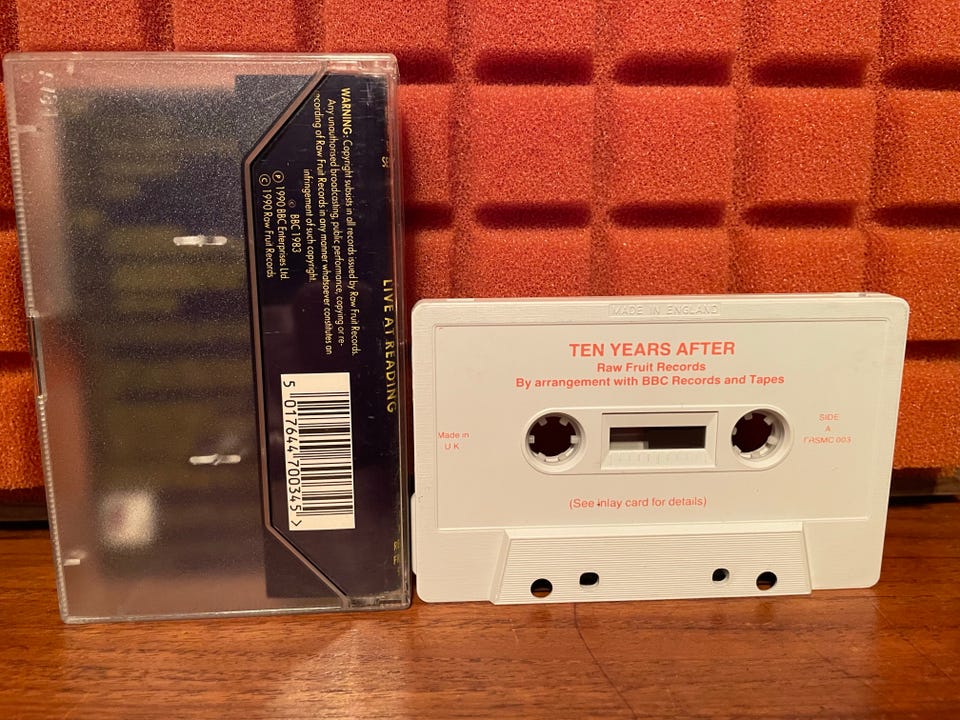 WARNING: Copyright subsists in all records issued by Raw Fruit Records.
Any unauthorised broadcasting, public performance, copying or re-
cording of Raw Fruit Records in any manner whatsoever constitutes an
infringement of such copyright.
© BBC 1983
℗ 1990 BBC Enterprises Ltd
© 1990 Raw Fruit Records
LIVE AT READING
5 017644 700345 >
MADE IN ENGLAND
TEN YEARS AFTER
Raw Fruit Records
By arrangement with BBC Records and Tapes
Made in
U K
SIDE
A
FRSMC 003
(See inlay card for details)